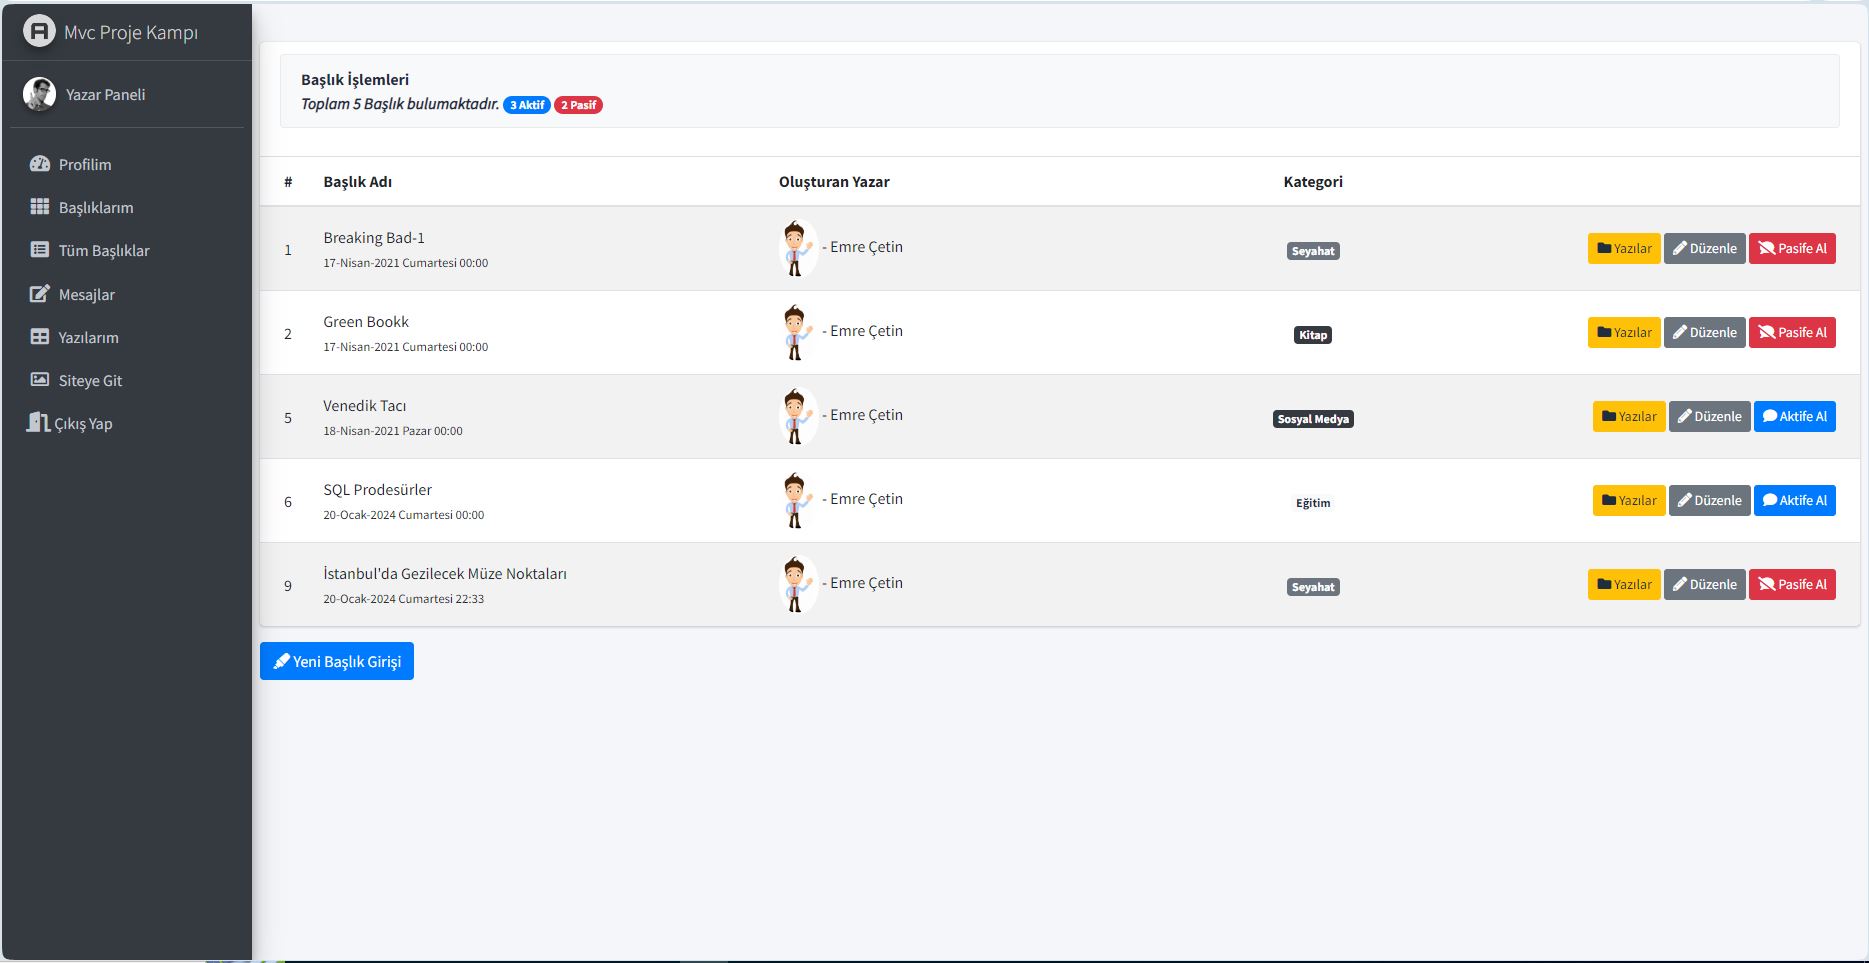 Mvc Proje Kampı
Yazar Paneli
Profilim
Başlıklarım
Tüm Başlıklar
Mesajlar
Yazılarım
Siteye Git
Çıkış Yap
Başlık İşlemleri
Toplam 5 Başlık bulumaktadır. 3 Aktif 2 Pasif
# Başlık Adı Oluşturan Yazar Kategori
1 Breaking Bad-1 - Emre Çetin Seyahat Yazılar Düzenle Pasife Al
17-Nisan-2021 Cumartesi 00:00
2 Green Bookk - Emre Çetin Kitap Yazılar Düzenle Pasife Al
17-Nisan-2021 Cumartesi 00:00
5 Venedik Tacı - Emre Çetin Sosyal Medya Yazılar Düzenle Aktife Al
18-Nisan-2021 Pazar 00:00
6 SQL Prodesürler - Emre Çetin Eğitim Yazılar Düzenle Aktife Al
20-Ocak-2024 Cumartesi 00:00
9 İstanbul'da Gezilecek Müze Noktaları - Emre Çetin Seyahat Yazılar Düzenle Pasife Al
20-Ocak-2024 Cumartesi 22:33
Yeni Başlık Girişi